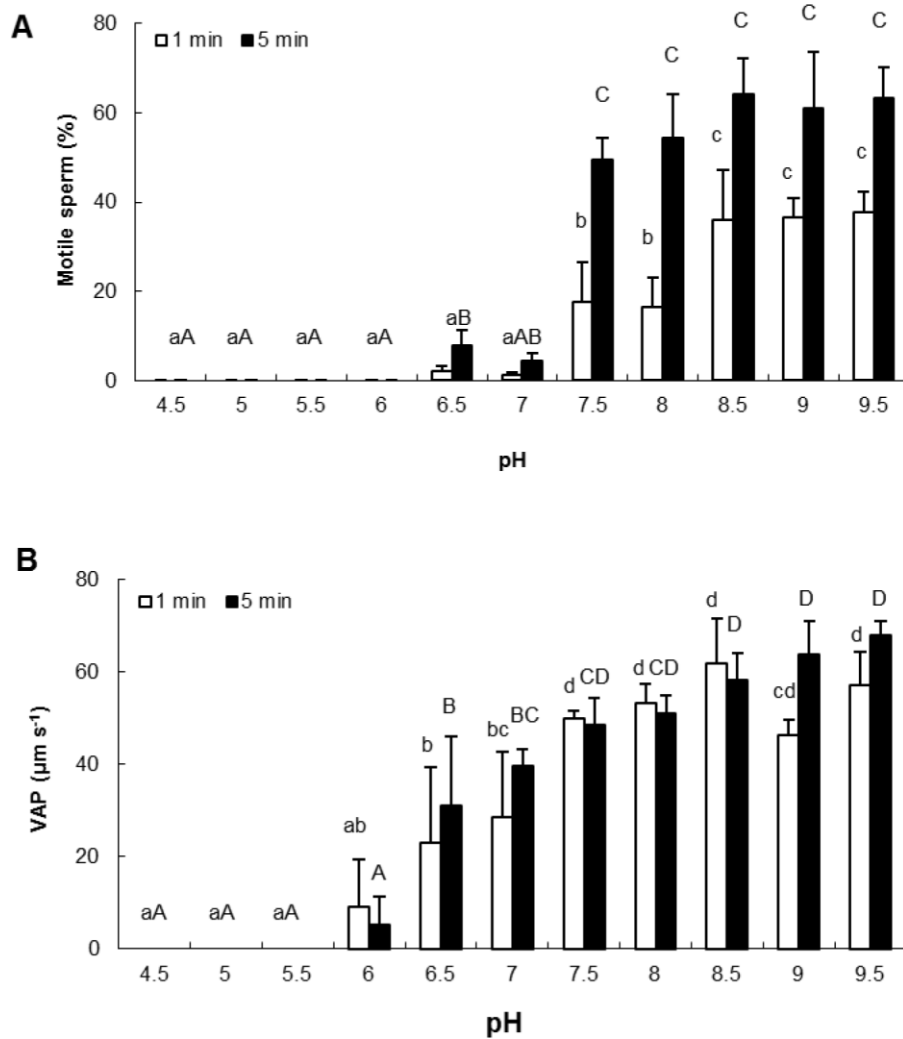 A
80
C
C
C
C
C
1 min 5 min
60
c
c
c
40
b
b
20
aB
aA aA aA aA
aAB
0
4.5 5 5.5 6 6.5 7 7.5 8 8.5 9 9.5
Motile sperm (%)
pH
B
80
1 min 5 min
d
D
D
D
d
60
d CD
d CD
cd
B
bc BC
b
40
20
ab
A
aA aA aA
0
4.5 5 5.5 6 6.5 7 7.5 8 8.5 9 9.5
VAP (µm s-1)
pH